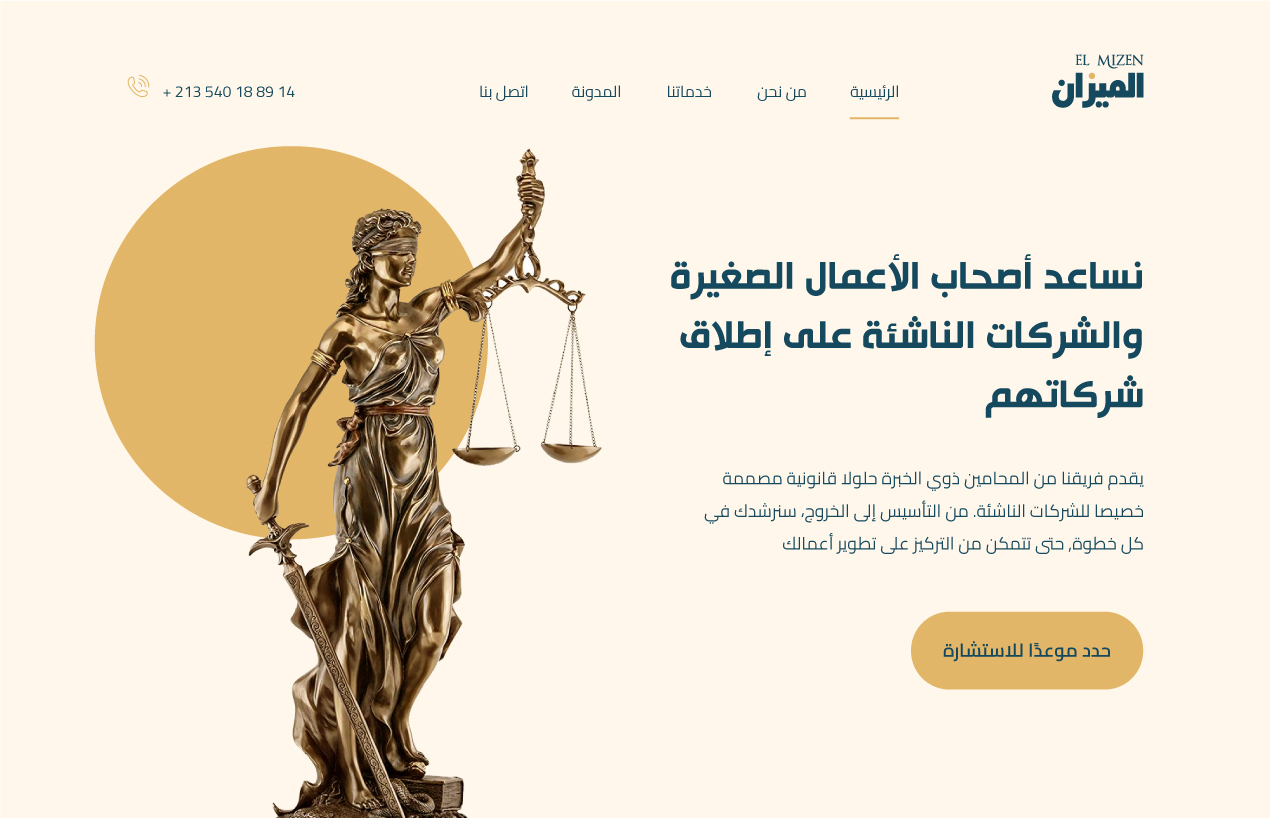 EL MIZEN
الميزان
الرئيسية
من نحن
خدماتنا
المدونة
اتصل بنا
+ 213 540 18 89 14
نساعد أصحاب الأعمال الصغيرة
والشركات الناشئة على إطلاق
شركاتهم
يقدم فريقنا من المحامين ذوي الخبرة حلولا قانونية مصممة
خصيصا للشركات الناشئة. من التأسيس إلى الخروج، سنرشدك في
كل خطوة, حتى تتمكن من التركيز على تطوير أعمالك
حدد موعدًا للاستشارة